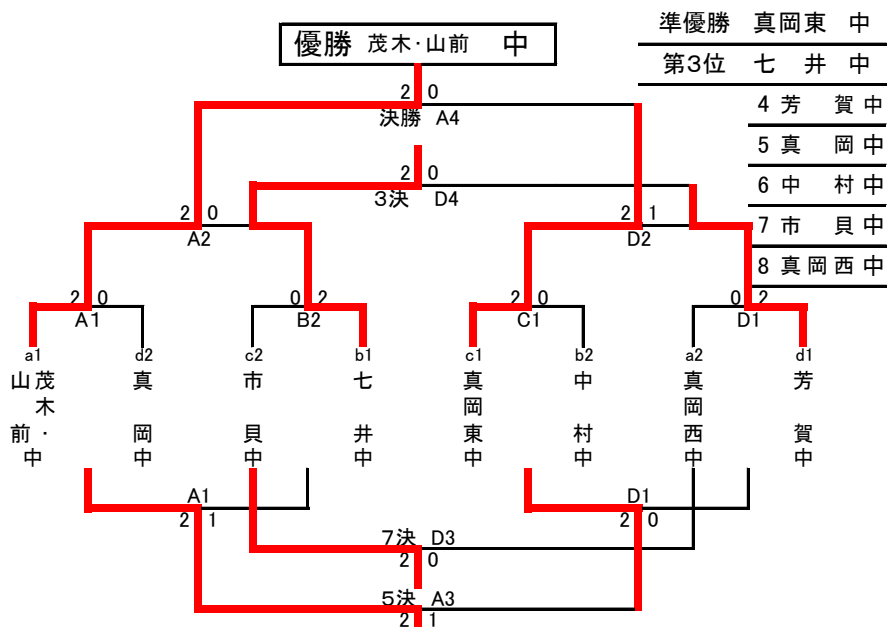 優勝 茂木・山前 中
準優勝 真岡東 中
第3位 七 井 中
4 芳 賀 中
5 真 岡 中
6 中 村 中
7 市 貝 中
8 真岡西 中
2 0
決勝 A4
2 0
3決 D4
2 0
A2
2 1
D2
2 0
A1
0 2
B2
2 0
C1
0 2
D1
a1
d2
c2
b1
c1
b2
a2
d1
茂木・山前中
真岡中
市貝中
七井中
真岡東中
中村中
真岡西中
芳賀中
A1
2 1
D1
2 0
7決 D3
2 0
5決 A3
2 1